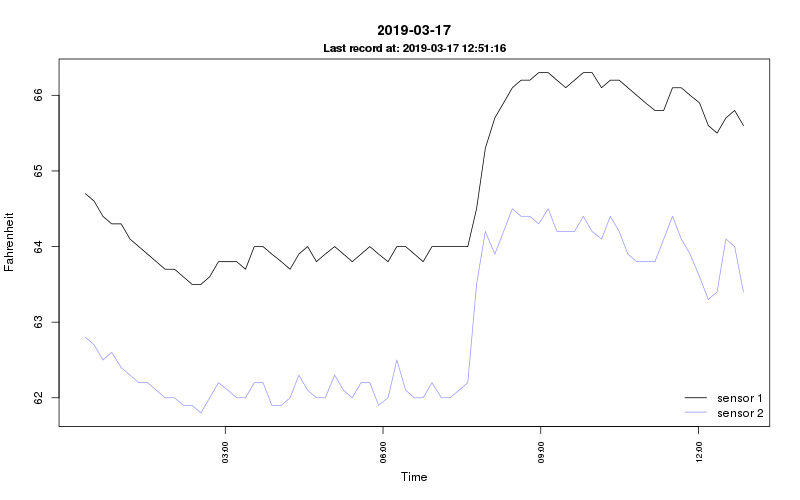 2019-03-17
Last record at: 2019-03-17 12:51:16
Fahrenheit
66
65
64
63
62
sensor 1
sensor 2
03:00
06:00
09:00
12:00
Time